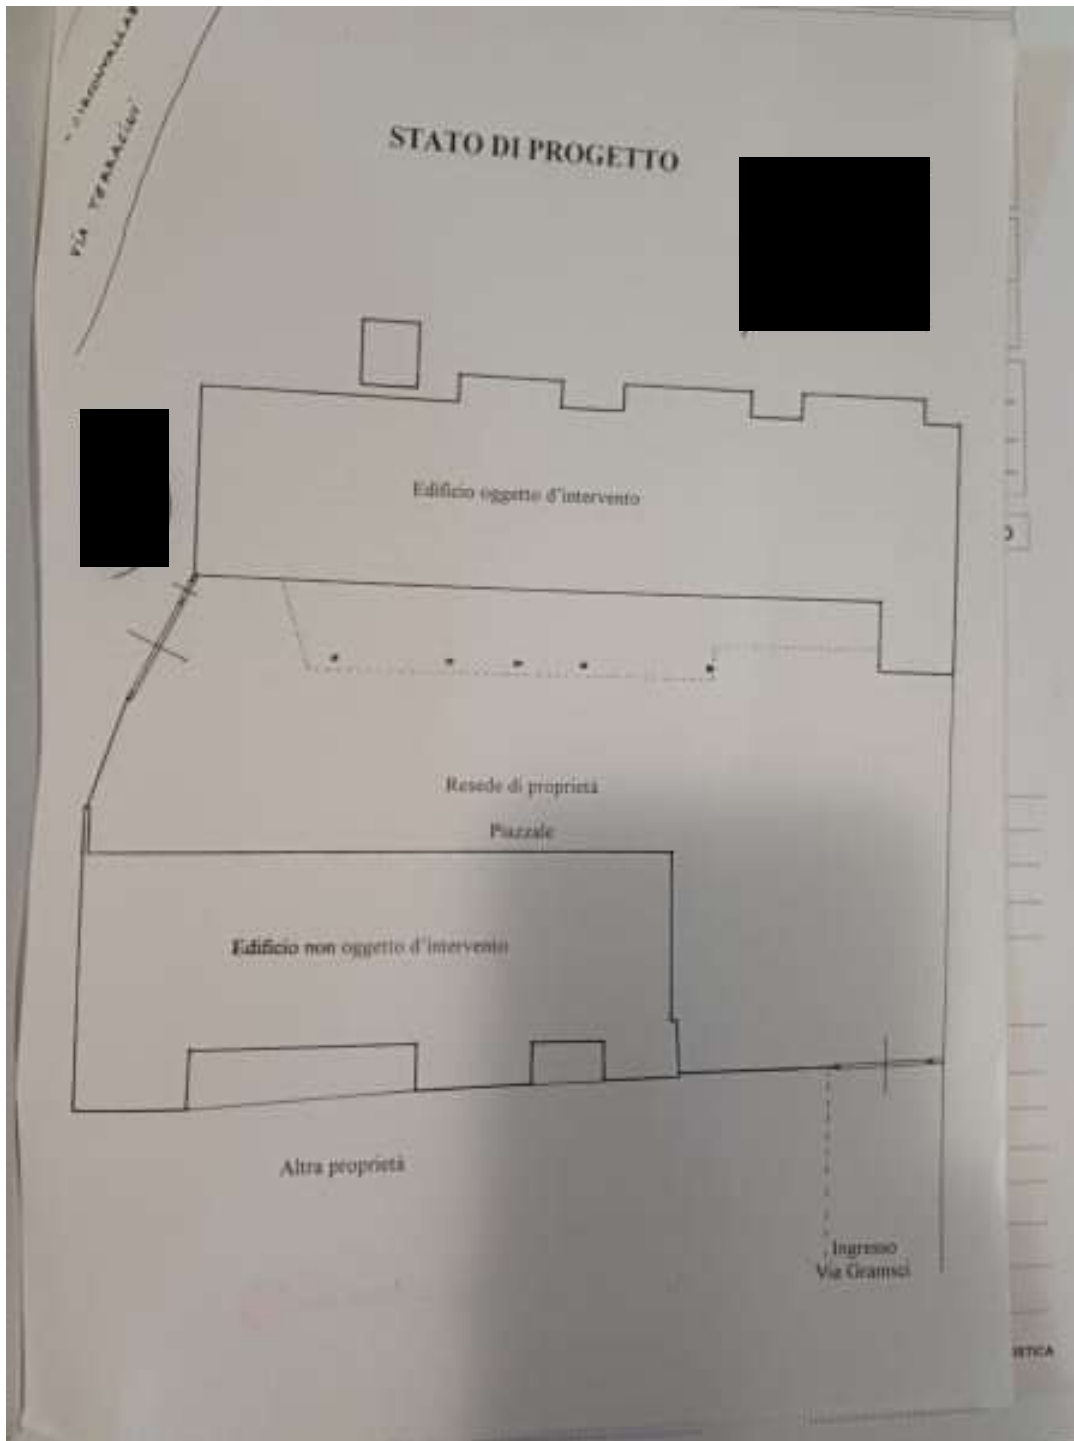 VIA TERRACINI
STATO DI PROGETTO
Edificio oggetto d'intervento
Resede di proprietà
Piazzale
Edificio non oggetto d'intervento
Altra proprietà
Ingresso
Via Gramsci
ISTICA